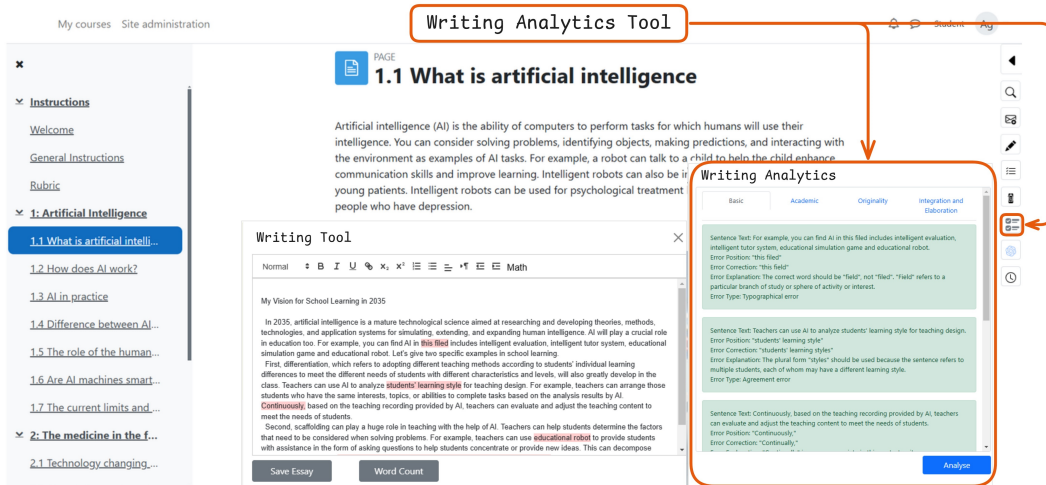 My courses Site administration
Writing Analytics Tool
Student
Ag
Instructions
Welcome
General Instructions
Rubric
1: Artificial Intelligence
1.1 What is artificial intelli...
1.2 How does AI work?
1.3 AI in practice
1.4 Difference between AI...
1.5 The role of the human...
1.6 Are AI machines smart...
1.7 The current limits and ...
2: The medicine in the f...
2.1 Technology changing ...
PAGE
1.1 What is artificial intelligence
Artificial intelligence (AI) is the ability of computers to perform tasks for which humans will use their
intelligence. You can consider solving problems, identifying objects, making predictions, and interacting with
the environment as examples of AI tasks. For example, a robot can talk to a child to help the child enhance
communication skills and improve learning. Intelligent robots can also be
young patients. Intelligent robots can be used for psychological treatment
people who have depression.
Writing Tool
Normal B I U X₂ X² Math
My Vision for School Learning in 2035
In 2035, artificial intelligence is a mature technological science aimed at researching and developing theories, methods,
technologies, and application systems for simulating, extending, and expanding human intelligence. AI will play a crucial role
in education too. For example, you can find AI in this filed includes intelligent evaluation, intelligent tutor system, educational
simulation game and educational robot. Let's give two specific examples in school learning.
First, differentiation, which refers to adopting different teaching methods according to students' individual learning
differences to meet the different needs of students with different characteristics and levels, will also greatly develop in the
class. Teachers can use AI to analyze students' learning style for teaching design. For example, teachers can arrange those
students who have the same interests, topics, or abilities to complete tasks based on the analysis results by AI.
Continuously, based on the teaching recording provided by AI, teachers can evaluate and adjust the teaching content to
meet the needs of students.
Second, scaffolding can play a huge role in teaching with the help of AI. Teachers can help students determine the factors
that need to be considered when solving problems. For example, teachers can use educational robot to provide students
with assistance in the form of asking questions to help students concentrate or provide new ideas. This can decompose
Save Essay
Word Count
Writing Analytics
Basic
Academic
Originality
Integration and
Elaboration
Sentence Text: For example, you can find AI in this filed includes intelligent evaluation,
intelligent tutor system, educational simulation game and educational robot.
Error Position: "this filed"
Error Correction: "this field"
Error Explanation: The correct word should be "field", not "filed". "Field" refers to a
particular branch of study or sphere of activity or interest.
Error Type: Typographical error
Sentence Text: Teachers can use AI to analyze students' learning style for teaching design.
Error Position: "students' learning style"
Error Correction: "students' learning styles"
Error Explanation: The plural form "styles" should be used because the sentence refers to
multiple students, each of whom may have a different learning style.
Error Type: Agreement error
Sentence Text: Continuously, based on the teaching recording provided by AI, teachers
can evaluate and adjust the teaching content to meet the needs of students.
Error Position: "Continuously,"
Error Correction: "Continually,"
Analyse